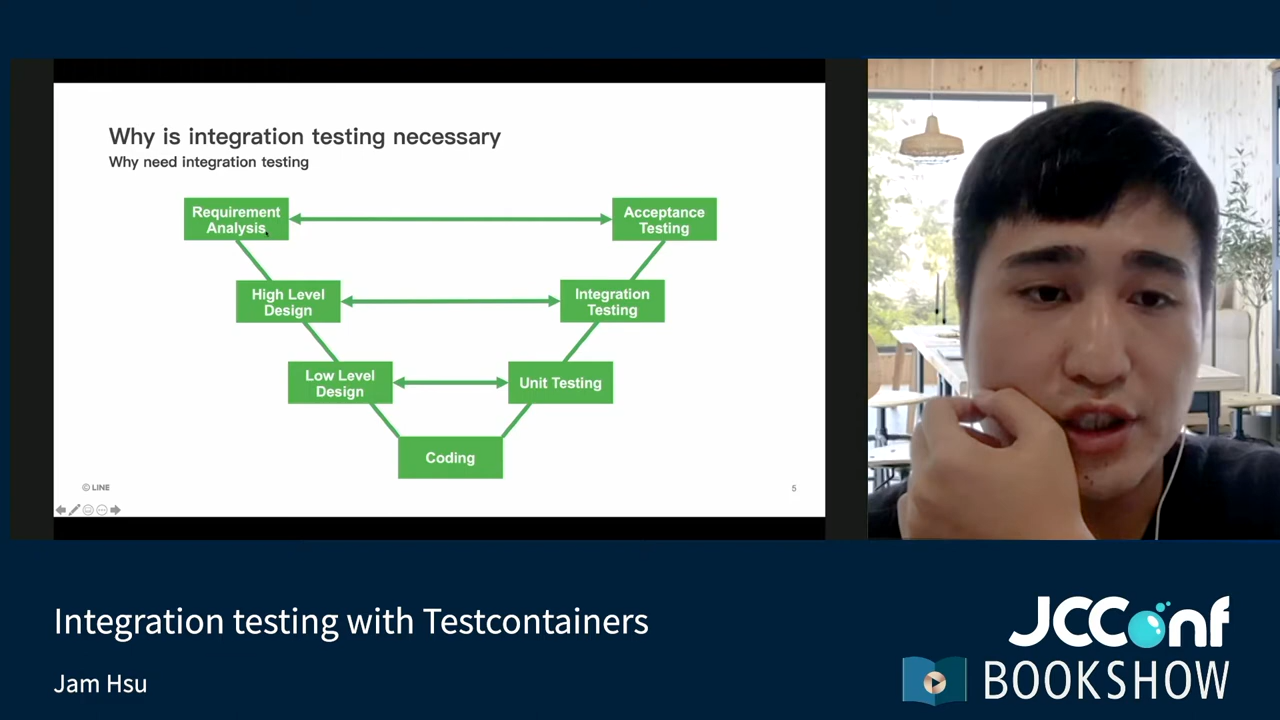 Why is integration testing necessary
Why need integration testing
Requirement
Analysis
Acceptance
Testing
High Level
Design
Integration
Testing
Low Level
Design
Unit Testing
Coding
© LINE
5
Integration testing with Testcontainers
Jam Hsu
JCConf
BOOKSHOW